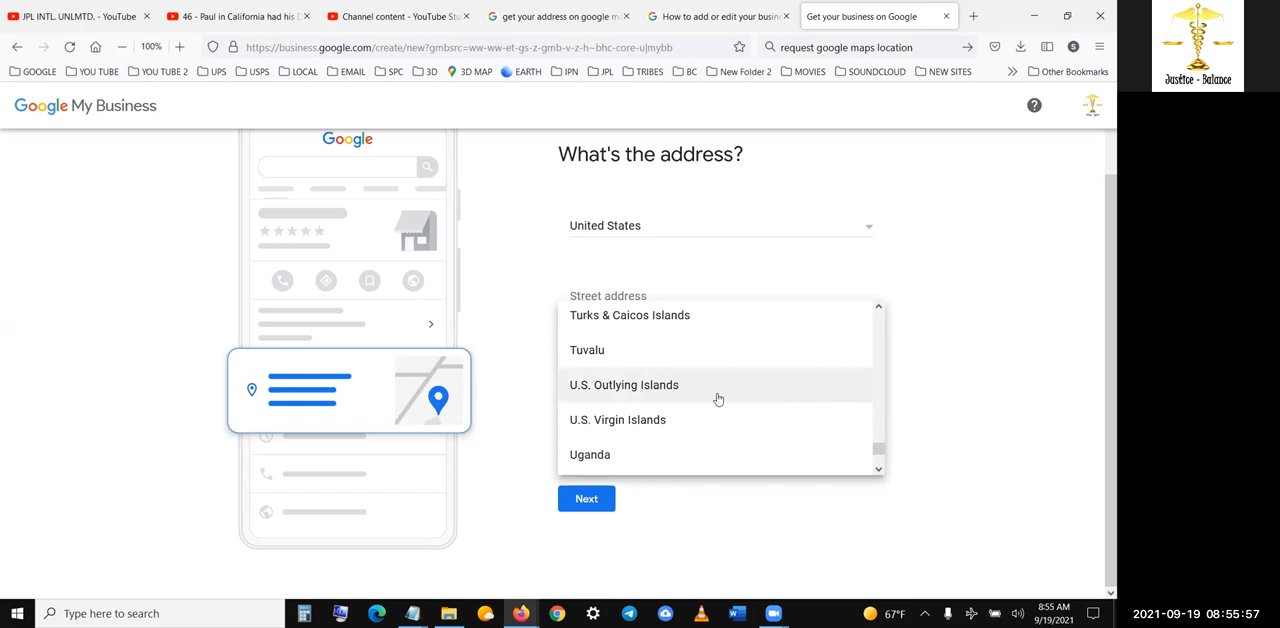 JPL INTL. UNLMTD. - YouTube
46 - Paul in California had his D
Channel content - YouTube Stu
get your address on google m
How to add or edit your busin
Get your business on Google
100%
https://business.google.com/create/new?gmbsrc=ww-ww-et-gs-z-gmb-v-z-h~bhc-core-u|mybb
request google maps location
S
GOOGLE
YOU TUBE
YOU TUBE 2
UPS
USPS
LOCAL
EMAIL
SPC
3D
3D MAP
EARTH
IPN
JPL
TRIBES
BC
New Folder 2
MOVIES
SOUNDCLOUD
NEW SITES
Other Bookmarks
Justice - Balance
Google My Business
Google
What's the address?
United States
Street address
Turks & Caicos Islands
Tuvalu
U.S. Outlying Islands
U.S. Virgin Islands
Uganda
Next
Type here to search
67°F
8:55 AM
9/19/2021
2021-09-19 08:55:57